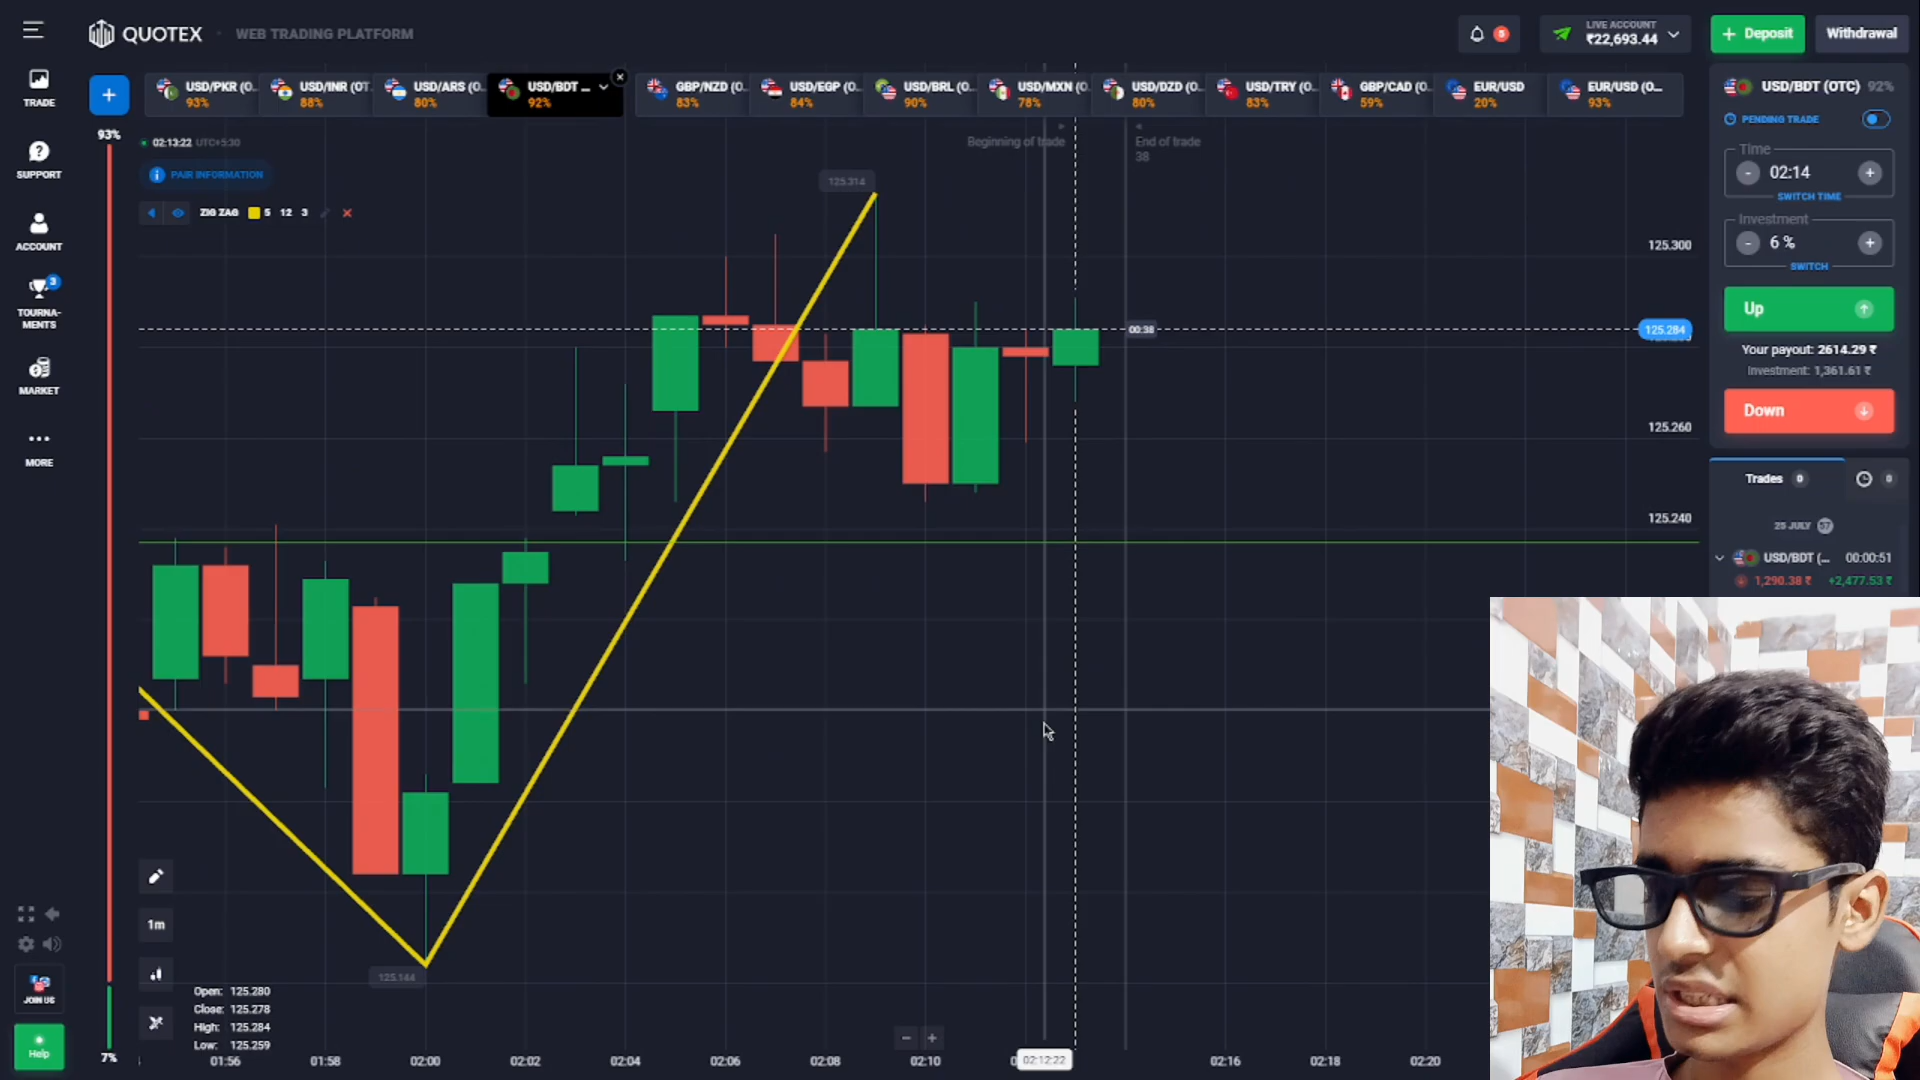 QUOTEX
WEB TRADING PLATFORM
5
LIVE ACCOUNT
₹22,693.44
+ Deposit
Withdrawal
TRADE
+
USD/PKR (O...
93%
USD/INR (OT
88%
USD/ARS (O...
80%
USD/BDT ...
92%
GBP/NZD (O...
83%
USD/EGP (O...
84%
USD/BRL (O...
90%
USD/MXN (O
78%
USD/DZD (O...
80%
USD/TRY (O...
83%
GBP/CAD (O...
59%
EUR/USD
20%
EUR/USD (O...
93%
USD/BDT (OTC) 92%
PENDING TRADE
Time
- 02:14 +
SWITCH TIME
Investment
- 6 % +
SWITCH
Up
Your payout: 2614.29 ₹
Investment: 1,361.61 ₹
Down
Trades 0
0
25 JULY 57
USD/BDT (... 00:00:51
1,290.38 ₹ +2,477.53 ₹
93%
02:13:22 UTC+5:30
PAIR INFORMATION
ZIG ZAG 5 12 3
Beginning of trade
End of trade
38
125.314
125.300
00:38
125.284
125.260
125.240
125.144
SUPPORT
ACCOUNT
3
TOURNA-
MENTS
MARKET
MORE
JOIN US
Help
7%
1m
Open: 125.280
Close: 125.278
High: 125.284
Low: 125.259
- +
01:56
01:58
02:00
02:02
02:04
02:06
02:08
02:10
02:12:22
02:16
02:18
02:20